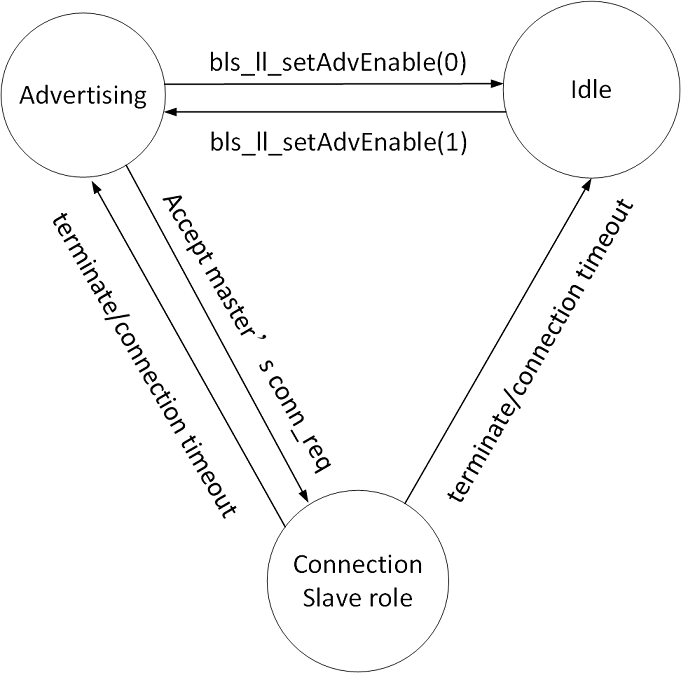 bls_ll_setAdvEnable(0)
Advertising
Idle
bls_ll_setAdvEnable(1)
Accept master’s conn_req
terminate/connection timeout
terminate/connection timeout
Connection
Slave role